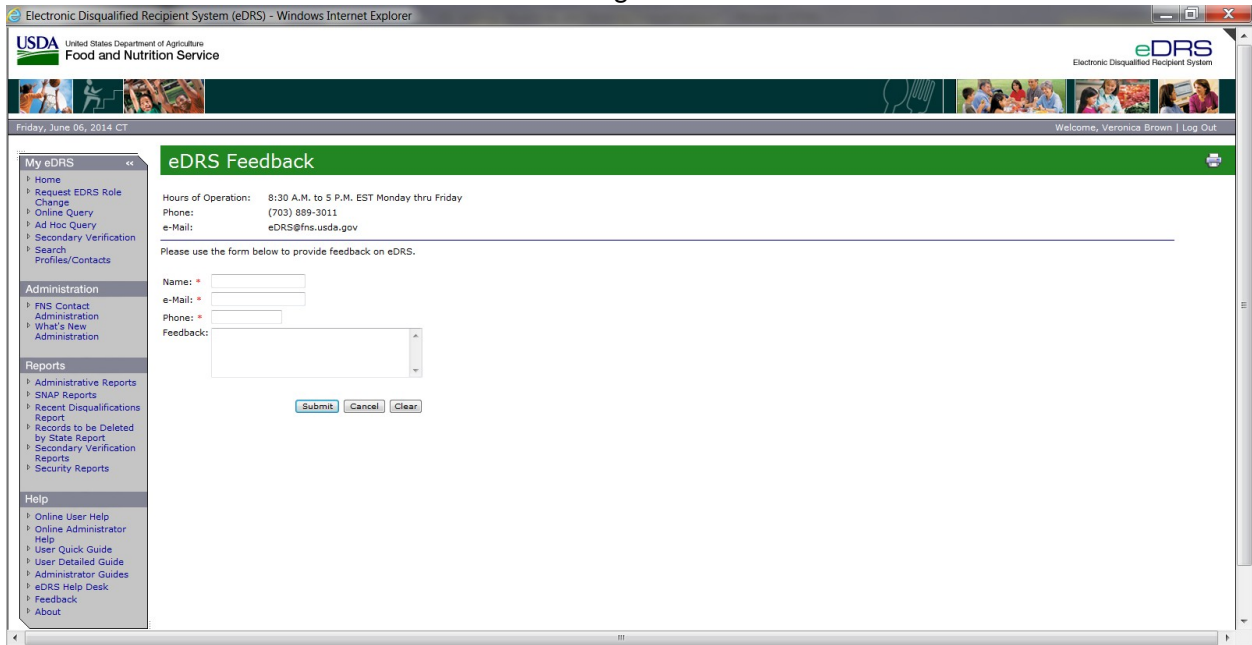 Electronic Disqualified Recipient System (eDRS) - Windows Internet Explorer
USDA United States Department of Agriculture
Food and Nutrition Service
eDRS
Electronic Disqualified Recipient System
Friday, June 06, 2014 CT
Welcome, Veronica Brown | Log Out
My eDRS «
Home
Request EDRS Role
Change
Online Query
Ad Hoc Query
Secondary Verification
Search
Profiles/Contacts
Administration
FNS Contact
Administration
What's New
Administration
Reports
Administrative Reports
SNAP Reports
Recent Disqualifications
Report
Records to be Deleted
by State Report
Secondary Verification
Reports
Security Reports
Help
Online User Help
Online Administrator
Help
User Quick Guide
User Detailed Guide
Administrator Guides
eDRS Help Desk
Feedback
About
eDRS Feedback
Hours of Operation: 8:30 A.M. to 5 P.M. EST Monday thru Friday
Phone: (703) 889-3011
e-Mail: eDRS@fns.usda.gov
Please use the form below to provide feedback on eDRS.
Name: *
e-Mail: *
Phone: *
Feedback:
Submit Cancel Clear